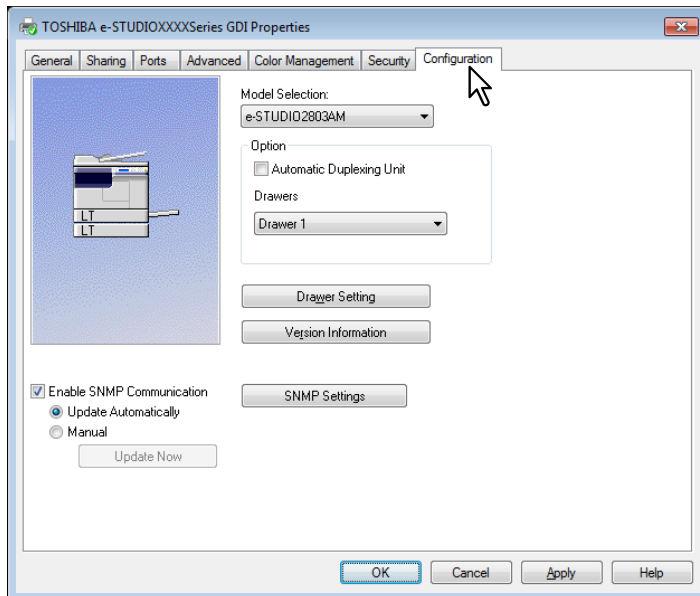 TOSHIBA e-STUDIOXXXXSeries GDI Properties
General Sharing Ports Advanced Color Management Security Configuration
Model Selection:
e-STUDIO2803AM
Option
Automatic Duplexing Unit
Drawers
Drawer 1
LT
LT
Drawer Setting
Version Information
Enable SNMP Communication
SNMP Settings
Update Automatically
Manual
Update Now
OK Cancel Apply Help